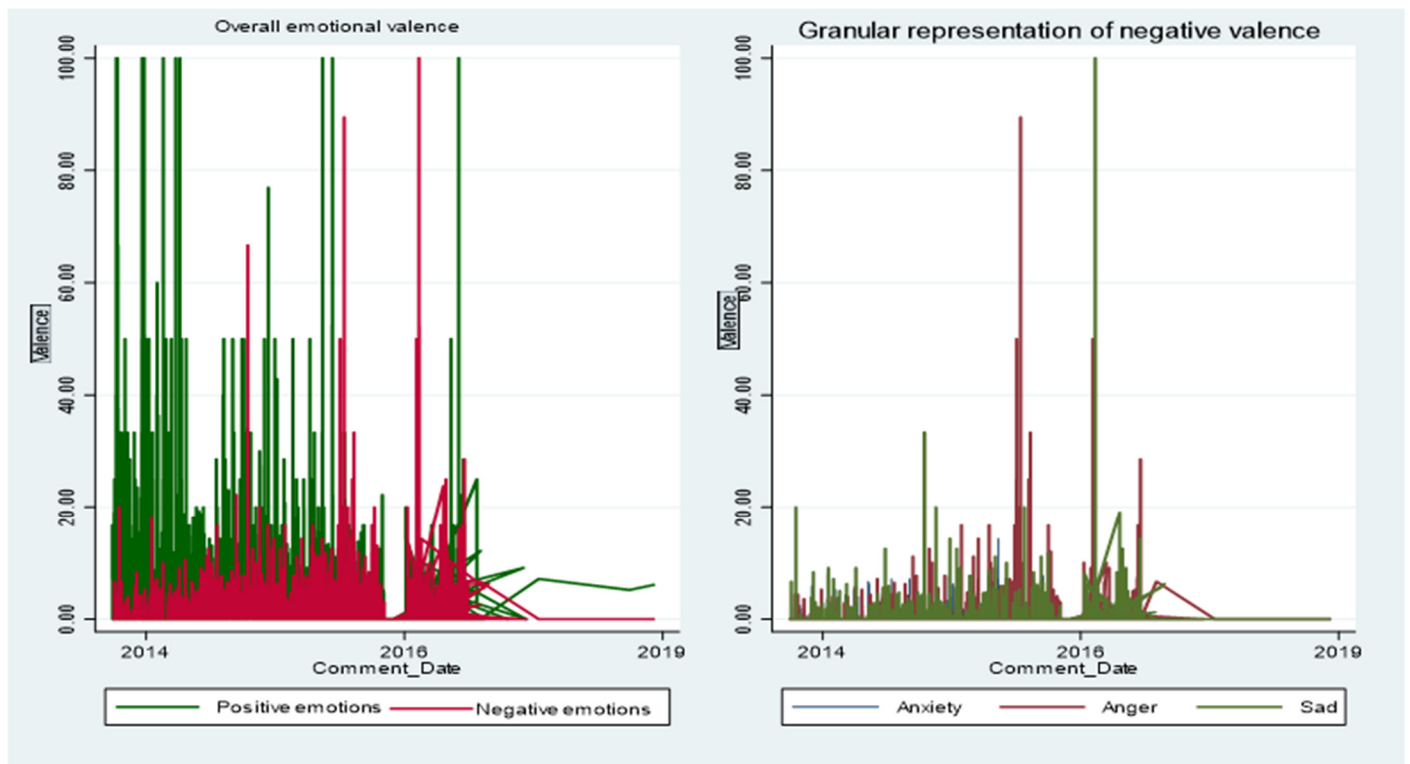 Overall emotional valence
100.00
80.00
60.00
40.00
20.00
0.00
Valence
2014
2016
2019
Comment_Date
Positive emotions
Negative emotions
Granular representation of negative valence
100.00
80.00
60.00
40.00
20.00
0.00
Valence
2014
2016
2019
Comment_Date
Anxiety
Anger
Sad